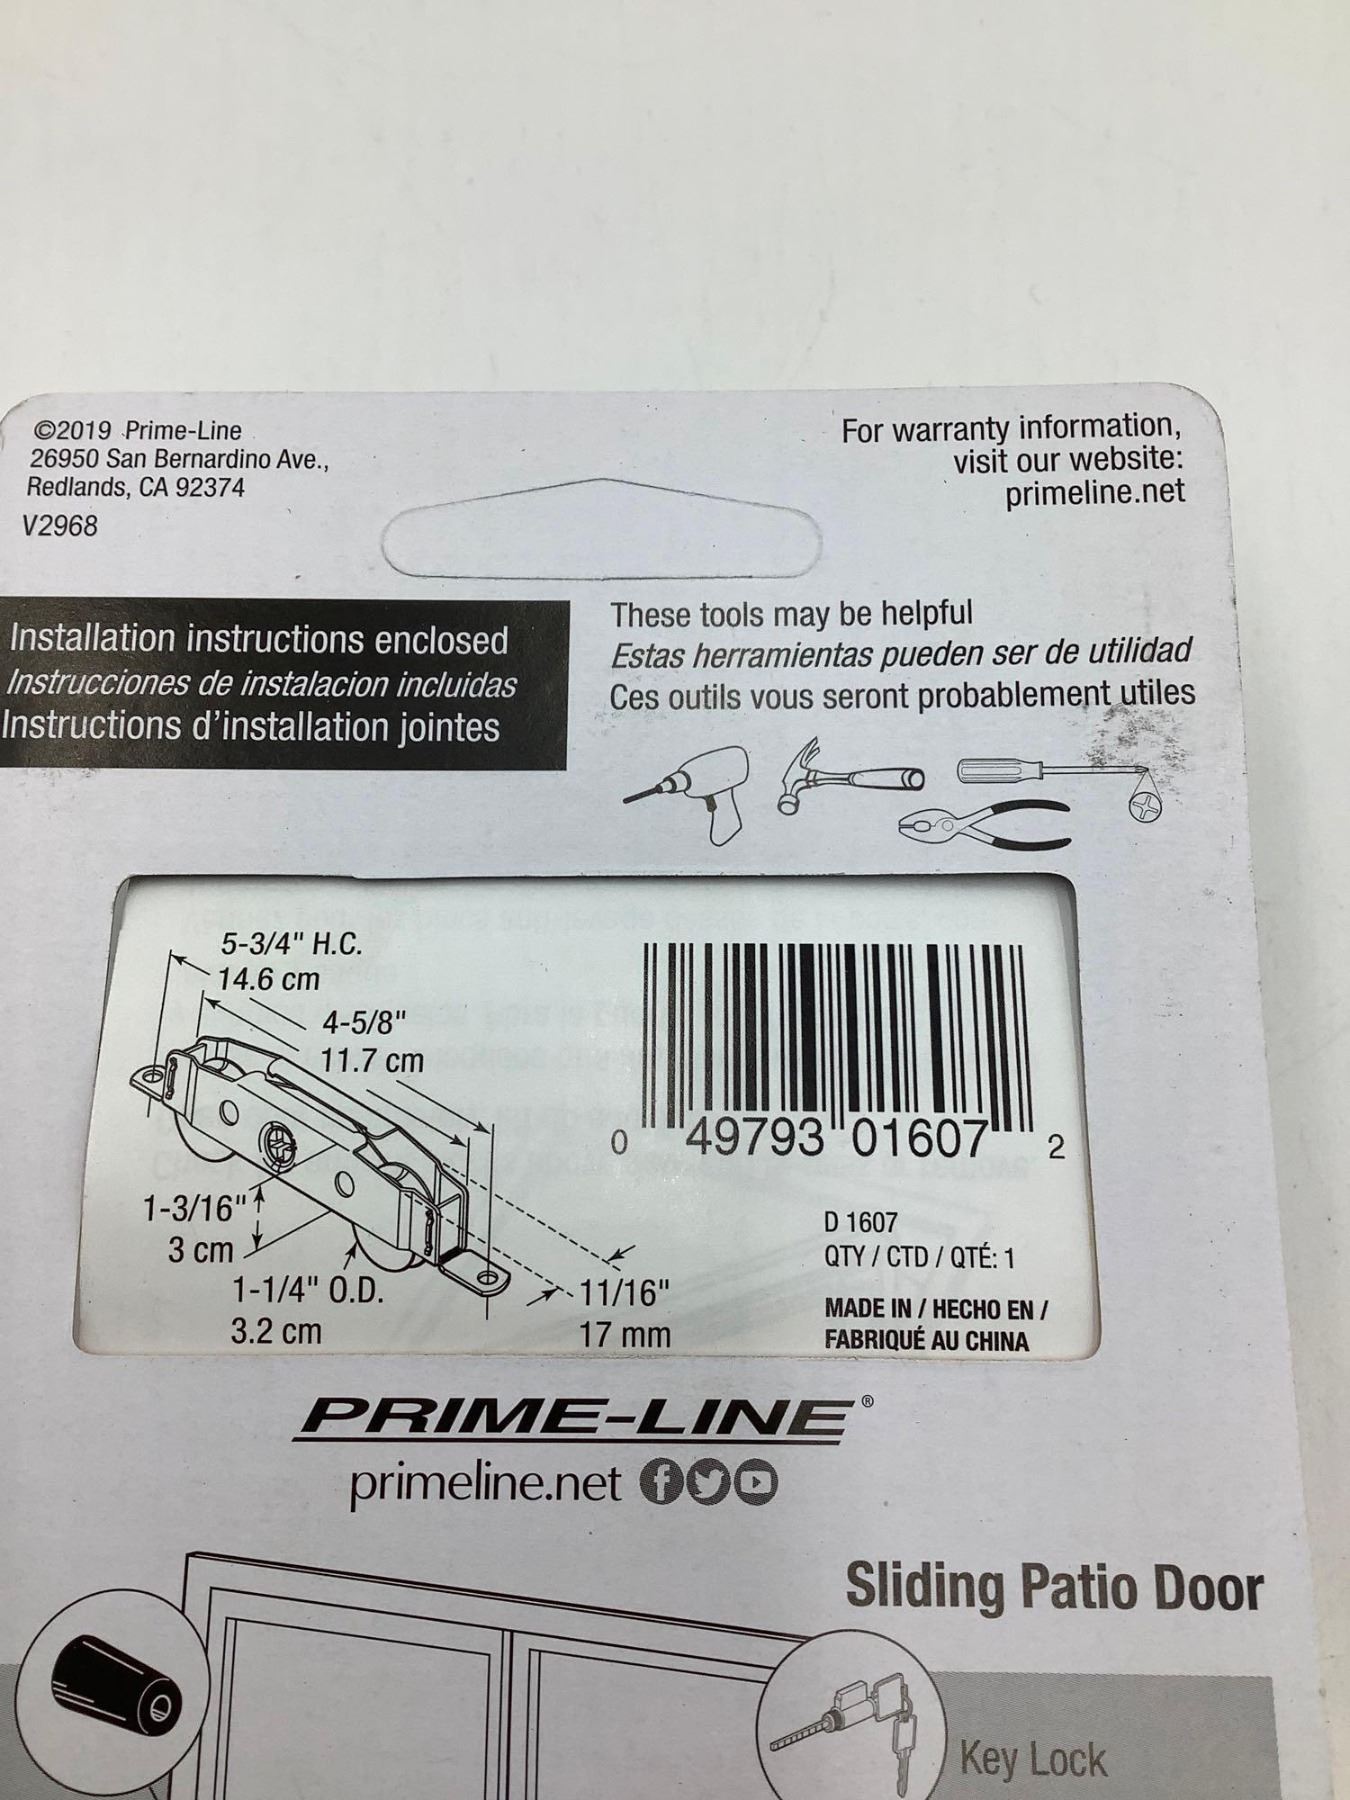 ©2019 Prime-Line
26950 San Bernardino Ave.,
Redlands, CA 92374
V2968
For warranty information,
visit our website:
primeline.net
Installation instructions enclosed
Instrucciones de instalacion incluidas
Instructions d'installation jointes
These tools may be helpful
Estas herramientas pueden ser de utilidad
Ces outils vous seront probablement utiles
5-3/4" H.C.
14.6 cm
4-5/8"
11.7 cm
1-3/16"
3 cm
1-1/4" O.D.
3.2 cm
11/16"
17 mm
0 49793 01607 2
D 1607
QTY / CTD / QTÉ: 1
MADE IN / HECHO EN /
FABRIQUÉ AU CHINA
PRIME-LINE®
primeline.net
Sliding Patio Door
Key Lock